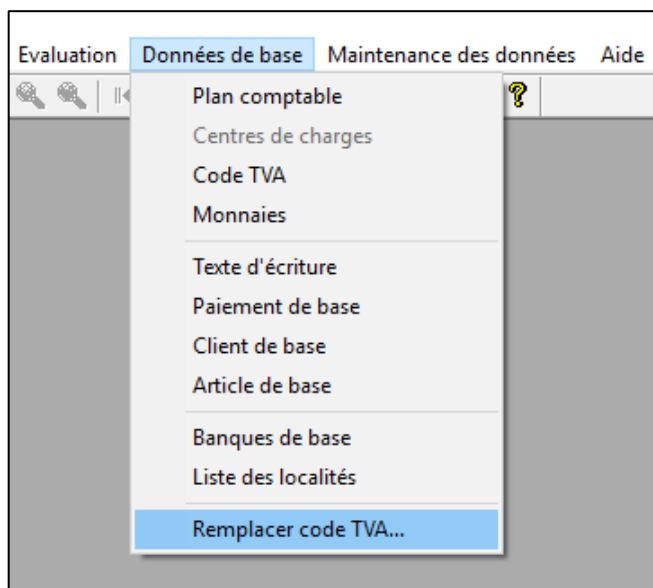 Evaluation Données de base Maintenance des données Aide
Plan comptable
Centres de charges
Code TVA
Monnaies
Texte d'écriture
Paiement de base
Client de base
Article de base
Banques de base
Liste des localités
Remplacer code TVA...